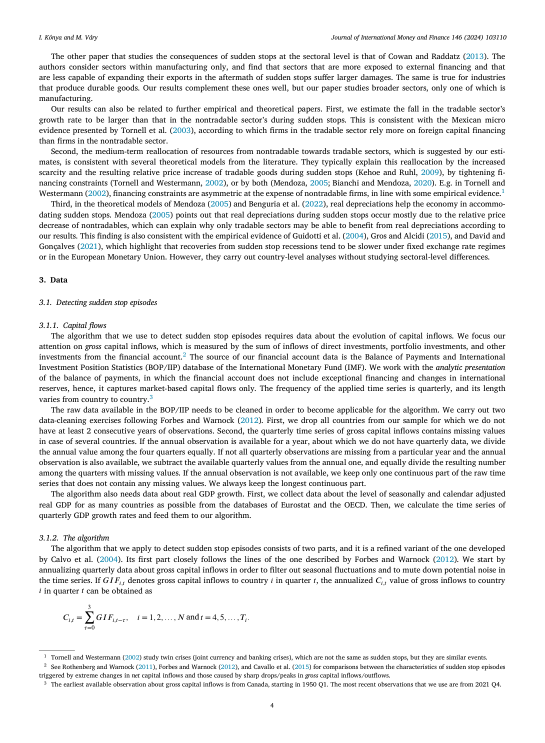 I. Kónya and M. Váry
Journal of International Money and Finance 146 (2024) 103110
The other paper that studies the consequences of sudden stops at the sectoral level is that of Cowan and Raddatz (2013). The
authors consider sectors within manufacturing only, and find that sectors that are more exposed to external financing and that
are less capable of expanding their exports in the aftermath of sudden stops suffer larger damages. The same is true for industries
that produce durable goods. Our results complement these ones well, but our paper studies broader sectors, only one of which is
manufacturing.
Our results can also be related to further empirical and theoretical papers. First, we estimate the fall in the tradable sector's
growth rate to be larger than that in the nontradable sector's during sudden stops. This is consistent with the Mexican micro
evidence presented by Tornell et al. (2003), according to which firms in the tradable sector rely more on foreign capital financing
than firms in the nontradable sector.
Second, the medium-term reallocation of resources from nontradable towards tradable sectors, which is suggested by our esti-
mates, is consistent with several theoretical models from the literature. They typically explain this reallocation by the increased
scarcity and the resulting relative price increase of tradable goods during sudden stops (Kehoe and Ruhl, 2009), by tightening fi-
nancing constraints (Tornell and Westermann, 2002), or by both (Mendoza, 2005; Bianchi and Mendoza, 2020). E.g. in Tornell and
Westermann (2002), financing constraints are asymmetric at the expense of nontradable firms, in line with some empirical evidence.1
Third, in the theoretical models of Mendoza (2005) and Benguria et al. (2022), real depreciations help the economy in accommo-
dating sudden stops. Mendoza (2005) points out that real depreciations during sudden stops occur mostly due to the relative price
decrease of nontradables, which can explain why only tradable sectors may be able to benefit from real depreciations according to
our results. This finding is also consistent with the empirical evidence of Guidotti et al. (2004), Gros and Alcidi (2015), and David and
Gonçalves (2021), which highlight that recoveries from sudden stop recessions tend to be slower under fixed exchange rate regimes
or in the European Monetary Union. However, they carry out country-level analyses without studying sectoral-level differences.
3. Data
3.1. Detecting sudden stop episodes
3.1.1. Capital flows
The algorithm that we use to detect sudden stop episodes requires data about the evolution of capital inflows. We focus our
attention on gross capital inflows, which is measured by the sum of inflows of direct investments, portfolio investments, and other
investments from the financial account.2 The source of our financial account data is the Balance of Payments and International
Investment Position Statistics (BOP/IIP) database of the International Monetary Fund (IMF). We work with the analytic presentation
of the balance of payments, in which the financial account does not include exceptional financing and changes in international
reserves, hence, it captures market-based capital flows only. The frequency of the applied time series is quarterly, and its length
varies from country to country.3
The raw data available in the BOP/IIP needs to be cleaned in order to become applicable for the algorithm. We carry out two
data-cleaning exercises following Forbes and Warnock (2012). First, we drop all countries from our sample for which we do not
have at least 2 consecutive years of observations. Second, the quarterly time series of gross capital inflows contains missing values
in case of several countries. If the annual observation is available for a year, about which we do not have quarterly data, we divide
the annual value among the four quarters equally. If not all quarterly observations are missing from a particular year and the annual
observation is also available, we subtract the available quarterly values from the annual one, and equally divide the resulting number
among the quarters with missing values. If the annual observation is not available, we keep only one continuous part of the raw time
series that does not contain any missing values. We always keep the longest continuous part.
The algorithm also needs data about real GDP growth. First, we collect data about the level of seasonally and calendar adjusted
real GDP for as many countries as possible from the databases of Eurostat and the OECD. Then, we calculate the time series of
quarterly GDP growth rates and feed them to our algorithm.
3.1.2. The algorithm
The algorithm that we apply to detect sudden stop episodes consists of two parts, and it is a refined variant of the one developed
by Calvo et al. (2004). Its first part closely follows the lines of the one described by Forbes and Warnock (2012). We start by
annualizing quarterly data about gross capital inflows in order to filter out seasonal fluctuations and to mute down potential noise in
the time series. If GIFi,t denotes gross capital inflows to country i in quarter t, the annualized Ci,t value of gross inflows to country
i in quarter t can be obtained as
Ci,t = ∑3τ=0 GIFi,t−τ, i = 1, 2, …, N and t = 4, 5, …, Ti.
1 Tornell and Westermann (2002) study twin crises (joint currency and banking crises), which are not the same as sudden stops, but they are similar events.
2 See Rothenberg and Warnock (2011), Forbes and Warnock (2012), and Cavallo et al. (2015) for comparisons between the characteristics of sudden stop episodes
triggered by extreme changes in net capital inflows and those caused by sharp drops/peaks in gross capital inflows/outflows.
3 The earliest available observation about gross capital inflows is from Canada, starting in 1950 Q1. The most recent observations that we use are from 2021 Q4.
4